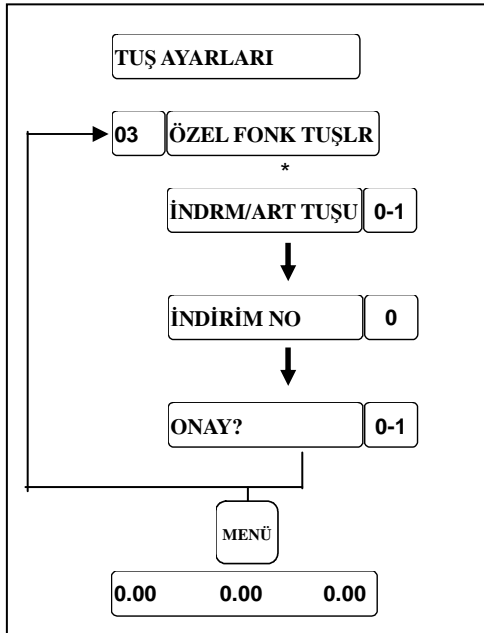 TUŞ AYARLARI
03 ÖZEL FONK TUŞLR
*
İNDRM/ART TUŞU 0-1
İNDİRİM NO 0
ONAY? 0-1
MENÜ
0.00 0.00 0.00